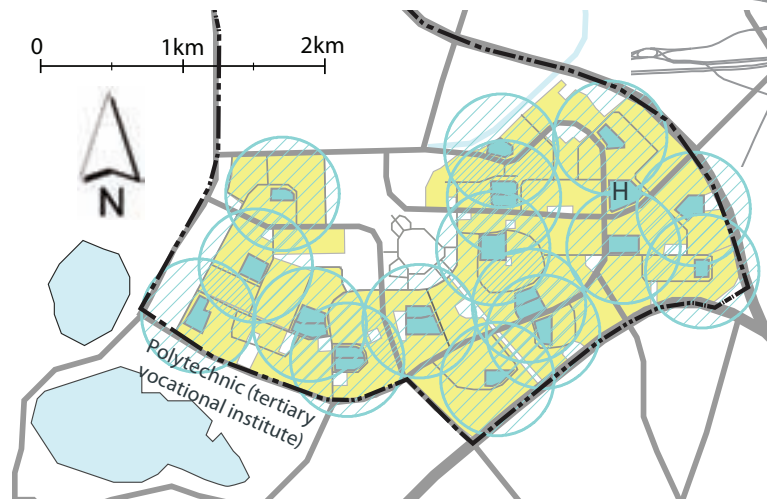 0
1km
2km
N
H
Polytechnic (tertiary
vocational institute)